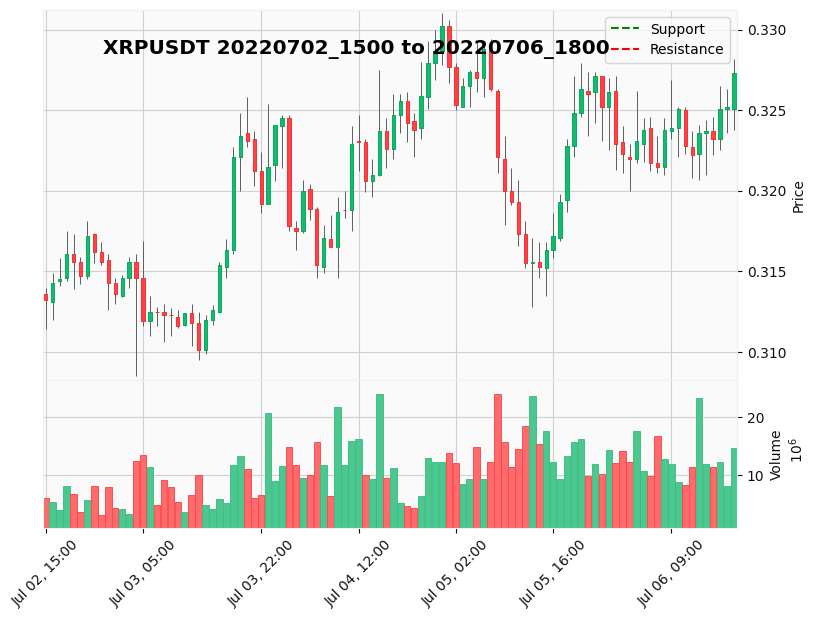 XRPUSDT 20220702_1500 to 20220706_1800
Support
Resistance
0.330
0.325
0.320
0.315
0.310
Price
20
10
Volume
10^6
Jul 02, 15:00
Jul 03, 05:00
Jul 03, 22:00
Jul 04, 12:00
Jul 05, 02:00
Jul 05, 16:00
Jul 06, 09:00